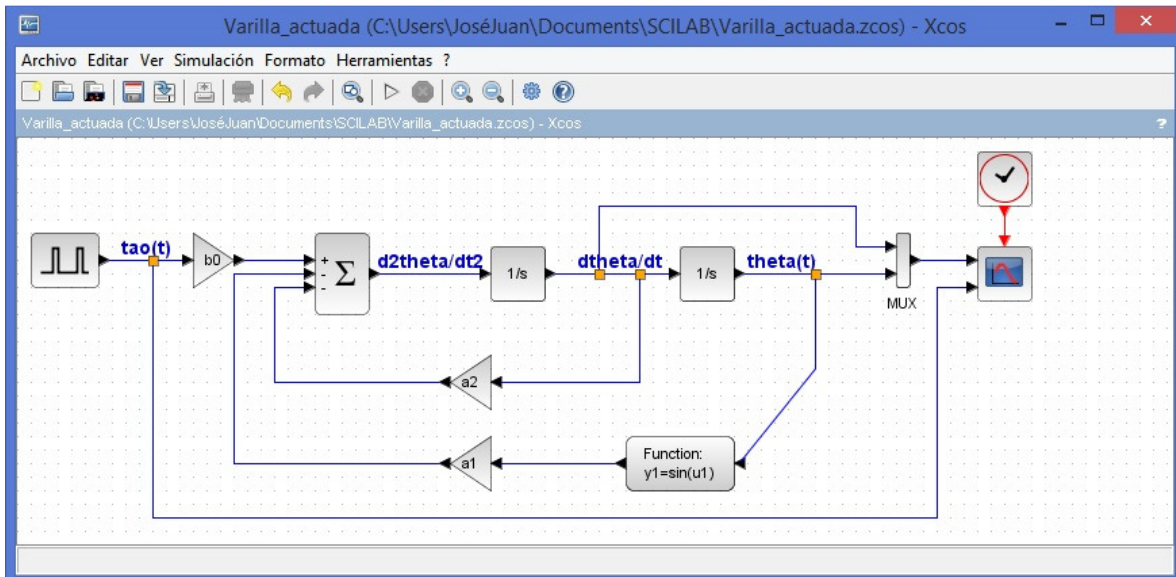 Varilla_actuada (C:\Users\JoséJuan\Documents\SCILAB\Varilla_actuada.zcos) - Xcos
Archivo Editar Ver Simulación Formato Herramientas ?
Varilla_actuada (C:\Users\JoséJuan\Documents\SCILAB\Varilla_actuada.zcos) - Xcos ?
tao(t)
b0
+
-
-
Σ
d2theta/dt2
1/s
dtheta/dt
1/s
theta(t)
MUX
a2
a1
Function:
y1=sin(u1)